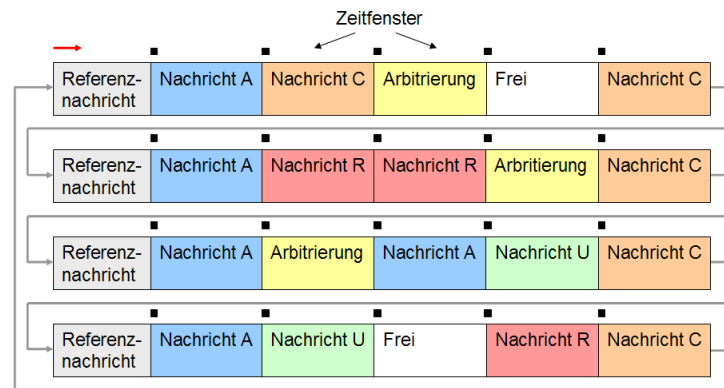 Zeitfenster
Referenz-
nachricht
Nachricht A
Nachricht C
Arbitrierung
Frei
Nachricht C
Referenz-
nachricht
Nachricht A
Nachricht R
Nachricht R
Arbritierung
Nachricht C
Referenz-
nachricht
Nachricht A
Arbitrierung
Nachricht A
Nachricht U
Nachricht C
Referenz-
nachricht
Nachricht A
Nachricht U
Frei
Nachricht R
Nachricht C